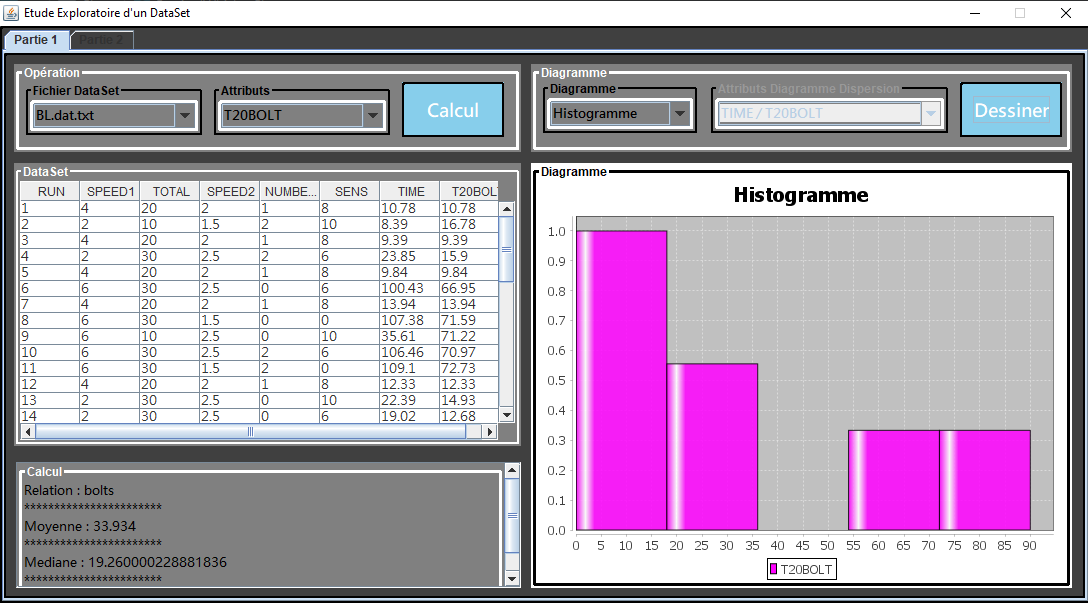 Etude Exploratoire d'un DataSet
Partie 1 Partie 2
Opération
Fichier DataSet Attributs
BL.dat.txt T20BOLT Calcul
Diagramme
Diagramme Attributs Diagramme Dispersion
Histogramme TIME / T20BOLT Dessiner
DataSet
RUN SPEED1 TOTAL SPEED2 NUMBE... SENS TIME T20BOL
1 4 20 2 1 8 10.78 10.78
2 2 10 1.5 2 10 8.39 16.78
3 4 20 2 1 8 9.39 9.39
4 2 30 2.5 2 6 23.85 15.9
5 4 20 2 1 8 9.84 9.84
6 6 30 2.5 0 6 100.43 66.95
7 4 20 2 1 8 13.94 13.94
8 6 30 1.5 0 0 107.38 71.59
9 6 10 2.5 0 10 35.61 71.22
10 6 30 2.5 2 6 106.46 70.97
11 6 30 1.5 2 0 109.1 72.73
12 4 20 2 1 8 12.33 12.33
13 2 30 2.5 0 10 22.39 14.93
14 2 30 2.5 0 6 19.02 12.68
Calcul
Relation : bolts
***********************
Moyenne : 33.934
***********************
Mediane : 19.260000228881836
***********************
Diagramme
Histogramme
1.0
0.9
0.8
0.7
0.6
0.5
0.4
0.3
0.2
0.1
0.0
0 5 10 15 20 25 30 35 40 45 50 55 60 65 70 75 80 85 90
T20BOLT